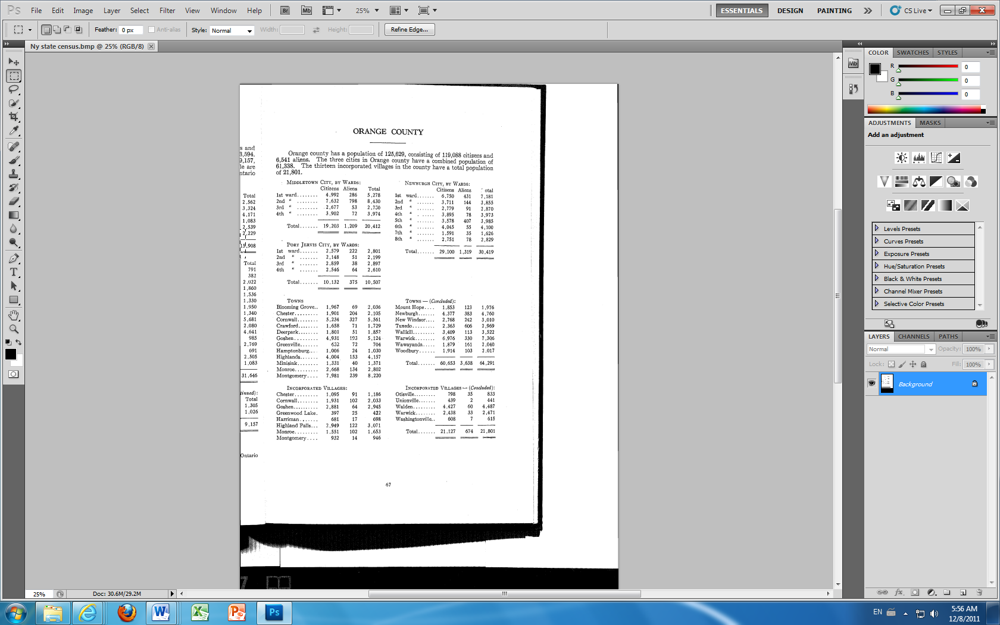 Ps File Edit Image Layer Select Filter View Window Help Br Mb 25% ESSENTIALS DESIGN PAINTING CS Live
Feather: 0 px Anti-alias Style: Normal Width: Height: Refine Edge...
Ny state census.bmp @ 25% (RGB/8)
ORANGE COUNTY
Orange county has a population of 125,629, consisting of 119,088 citizens and
6,541 aliens. The three cities in Orange county have a combined population of
61,338. The thirteen incorporated villages in the county have a total population
of 21,801.
MIDDLETOWN CITY, BY WARDS:
Citizens Aliens Total
1st ward........ 4,992 286 5,278
2nd " ........ 7,632 798 8,430
3rd " ........ 2,677 53 2,730
4th " ........ 3,902 72 3,974
Total....... 19,203 1,209 20,412
PORT JERVIS CITY, BY WARDS:
1st ward....... 2,579 222 2,801
2nd " ....... 2,148 51 2,199
3rd " ....... 2,859 38 2,897
4th " ....... 2,546 64 2,610
Total....... 10,132 375 10,507
NEWBURGH CITY, BY WARDS:
Citizens Aliens otal
1st ward....... 6,750 431 7,181
2nd " ....... 3,711 144 3,855
3rd " ....... 2,779 91 2,870
4th " ....... 3,895 78 3,973
5th " ....... 3,578 407 3,985
6th " ....... 4,045 55 4,100
7th " ....... 1,591 35 1,626
8th " ....... 2,751 78 2,829
Total....... 29,100 1,319 30,419
TOWNS
Blooming Grove.. 1,967 69 2,036
Chester......... 1,901 204 2,105
Cornwall........ 5,234 327 5,561
Crawford........ 1,658 71 1,729
Deerpark........ 1,801 51 1,852
Goshen.......... 4,931 193 5,124
Greenville....... 632 72 704
Hamptonburg.... 1,006 24 1,030
Highlands....... 4,004 153 4,157
Minisink........ 1,331 40 1,371
Monroe.......... 2,668 134 2,802
Montgomery.... 7,981 239 8,220
TOWNS — (Concluded):
Mount Hope.... 1,853 123 1,976
Newburgh...... 4,377 383 4,760
New Windsor.... 2,768 242 3,010
Tuxedo......... 2,363 606 2,969
Wallkill........ 3,409 113 3,522
Warwick........ 6,976 330 7,306
Wawayanda..... 1,879 161 2,040
Woodbury...... 1,914 103 2,017
Total....... 60,653 3,638 64,291
INCORPORATED VILLAGES:
Chester......... 1,095 91 1,186
Cornwall........ 1,931 102 2,033
Goshen.......... 2,881 64 2,945
Greenwood Lake. 397 25 422
Harriman....... 681 17 698
Highland Falls... 2,949 122 3,071
Monroe......... 1,551 102 1,653
Montgomery.... 932 14 946
INCORPORATED VILLAGES — (Concluded):
Otisville......... 798 35 833
Unionville....... 439 2 441
Walden......... 4,427 60 4,487
Warwick........ 2,438 33 2,471
Washingtonville.. 608 7 615
Total....... 21,127 674 21,801
67
s and
3,594.
9,157,
le are
ntario
Total
2,562
3,324
4,171
1,083
2,539
2,229
15,908
Total
791
382
2,022
1,860
1,536
1,330
1,950
1,340
5,681
2,080
4,641
985
2,769
691
2,505
1,083
31,646
tinued):
Total
1,305
1,026
9,157
Ontario
COLOR SWATCHES STYLES
R 0
G 0
B 0
ADJUSTMENTS MASKS
Add an adjustment
Levels Presets
Curves Presets
Exposure Presets
Hue/Saturation Presets
Black & White Presets
Channel Mixer Presets
Selective Color Presets
LAYERS CHANNELS PATHS
Normal Opacity: 100%
Lock: Fill: 100%
Background
25% Doc: 30.6M/29.2M
Ps
EN 5:56 AM
12/8/2011